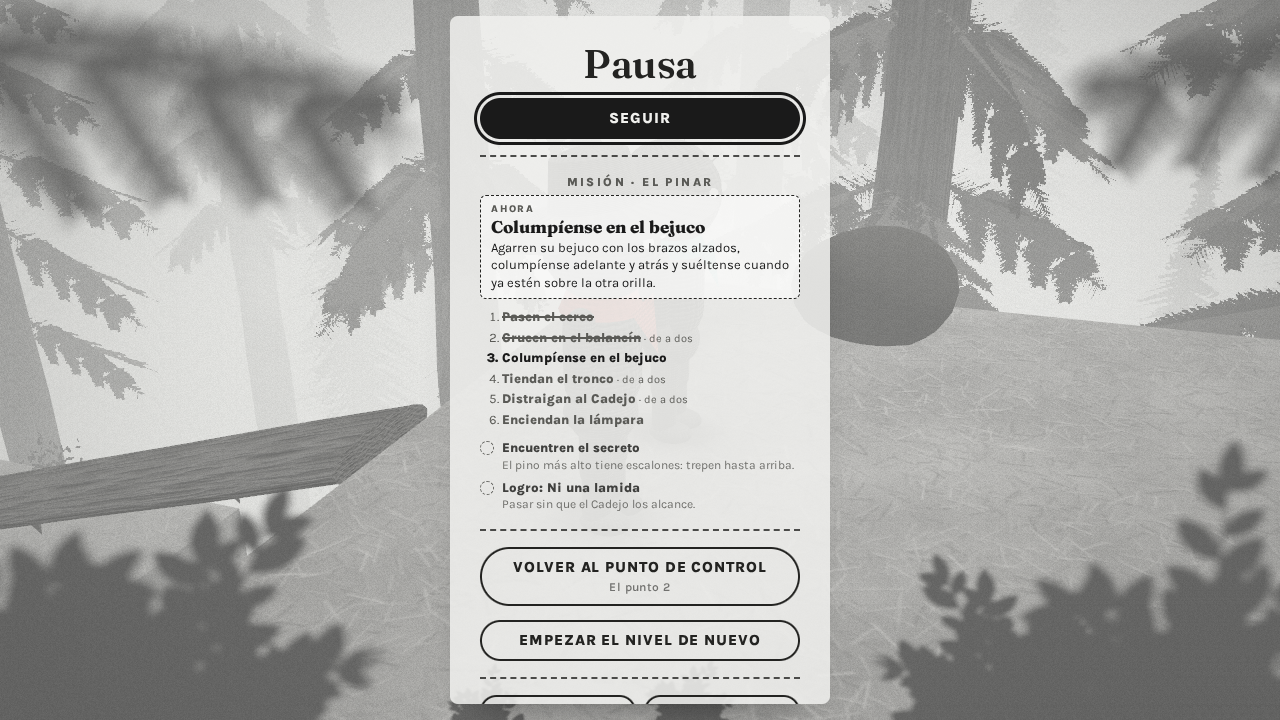 Pausa
SEGUIR
MISIÓN · EL PINAR
AHORA
Columpíense en el bejuco
Agarren su bejuco con los brazos alzados,
columpíense adelante y atrás y suéltense cuando
ya estén sobre la otra orilla.
1. Pasen el cerco
2. Crucen en el balancín · de a dos
3. Columpíense en el bejuco
4. Tiendan el tronco · de a dos
5. Distraigan al Cadejo · de a dos
6. Enciendan la lámpara
Encuentren el secreto
El pino más alto tiene escalones: trepen hasta arriba.
Logro: Ni una lamida
Pasar sin que el Cadejo los alcance.
VOLVER AL PUNTO DE CONTROL
El punto 2
EMPEZAR EL NIVEL DE NUEVO